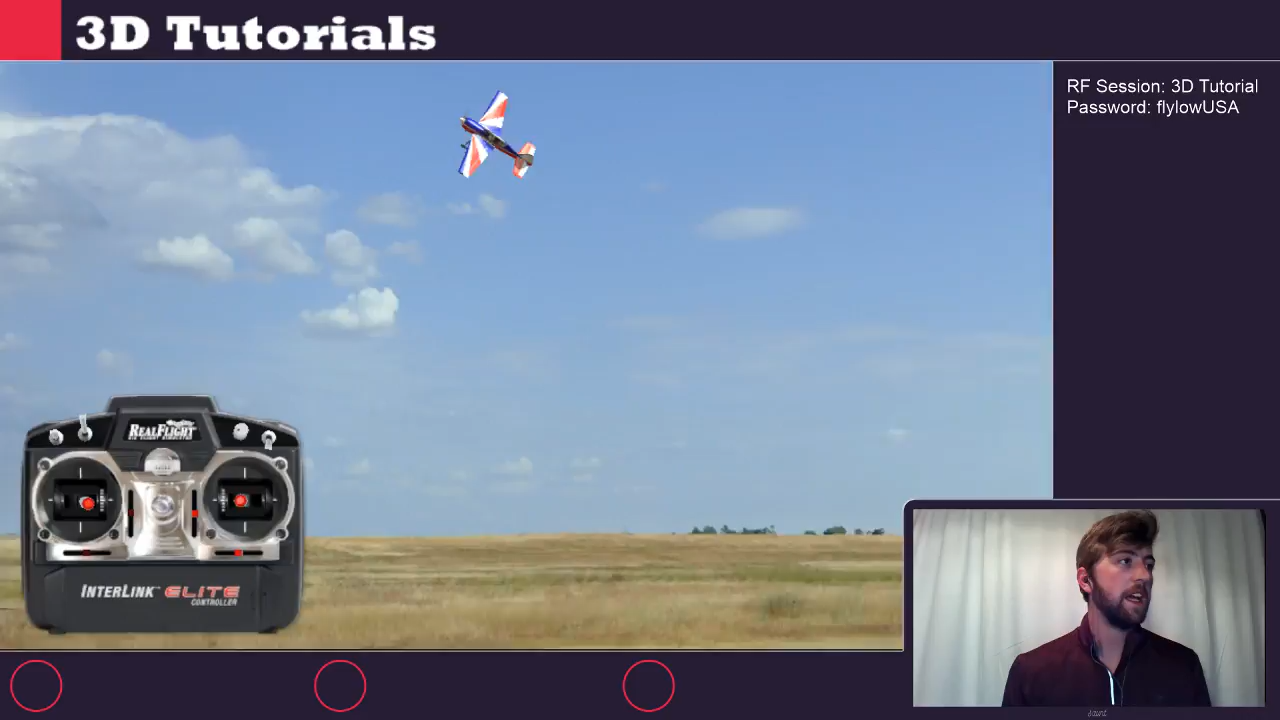 3D Tutorials
RF Session: 3D Tutorial
Password: flylowUSA
REALFLIGHT
INTERLINK ELITE
CONTROLLER